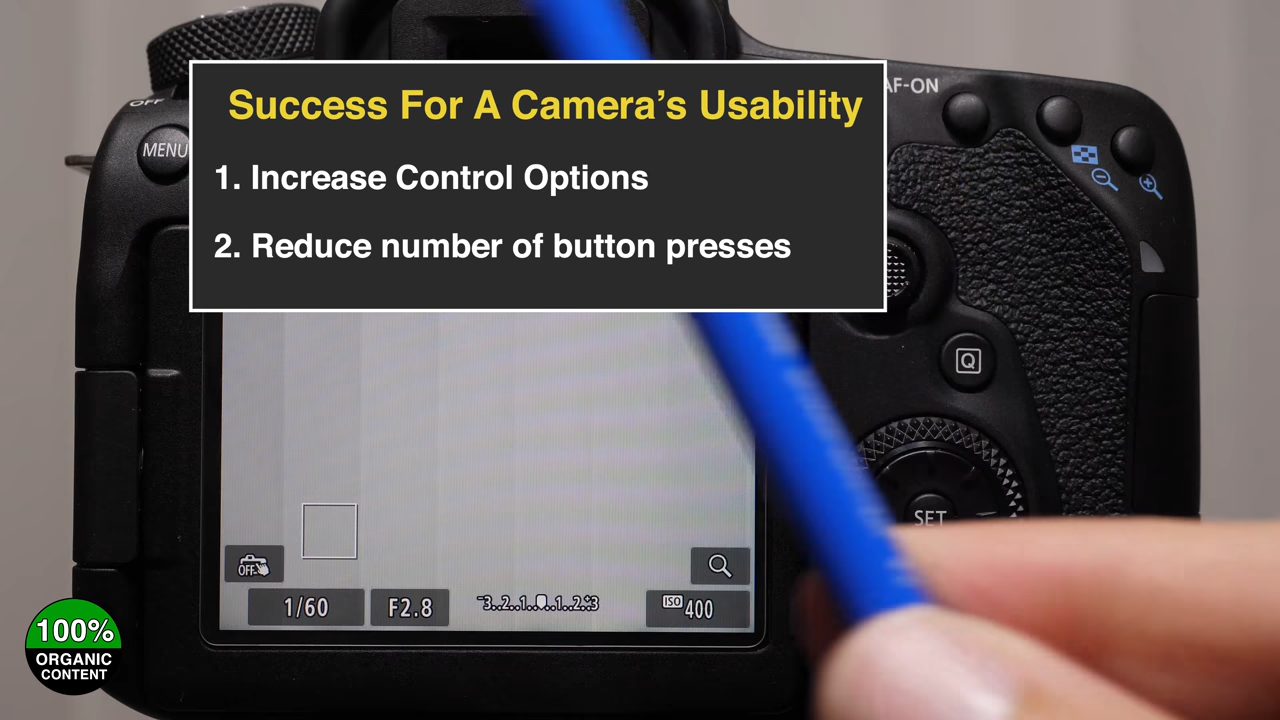 Success For A Camera's Usability
1. Increase Control Options
2. Reduce number of button presses
OFF
MENU
AF-ON
Q
SET
OFF
1/60
F2.8
-3..2..1..0..1..2..+3
ISO 400
100%
ORGANIC
CONTENT